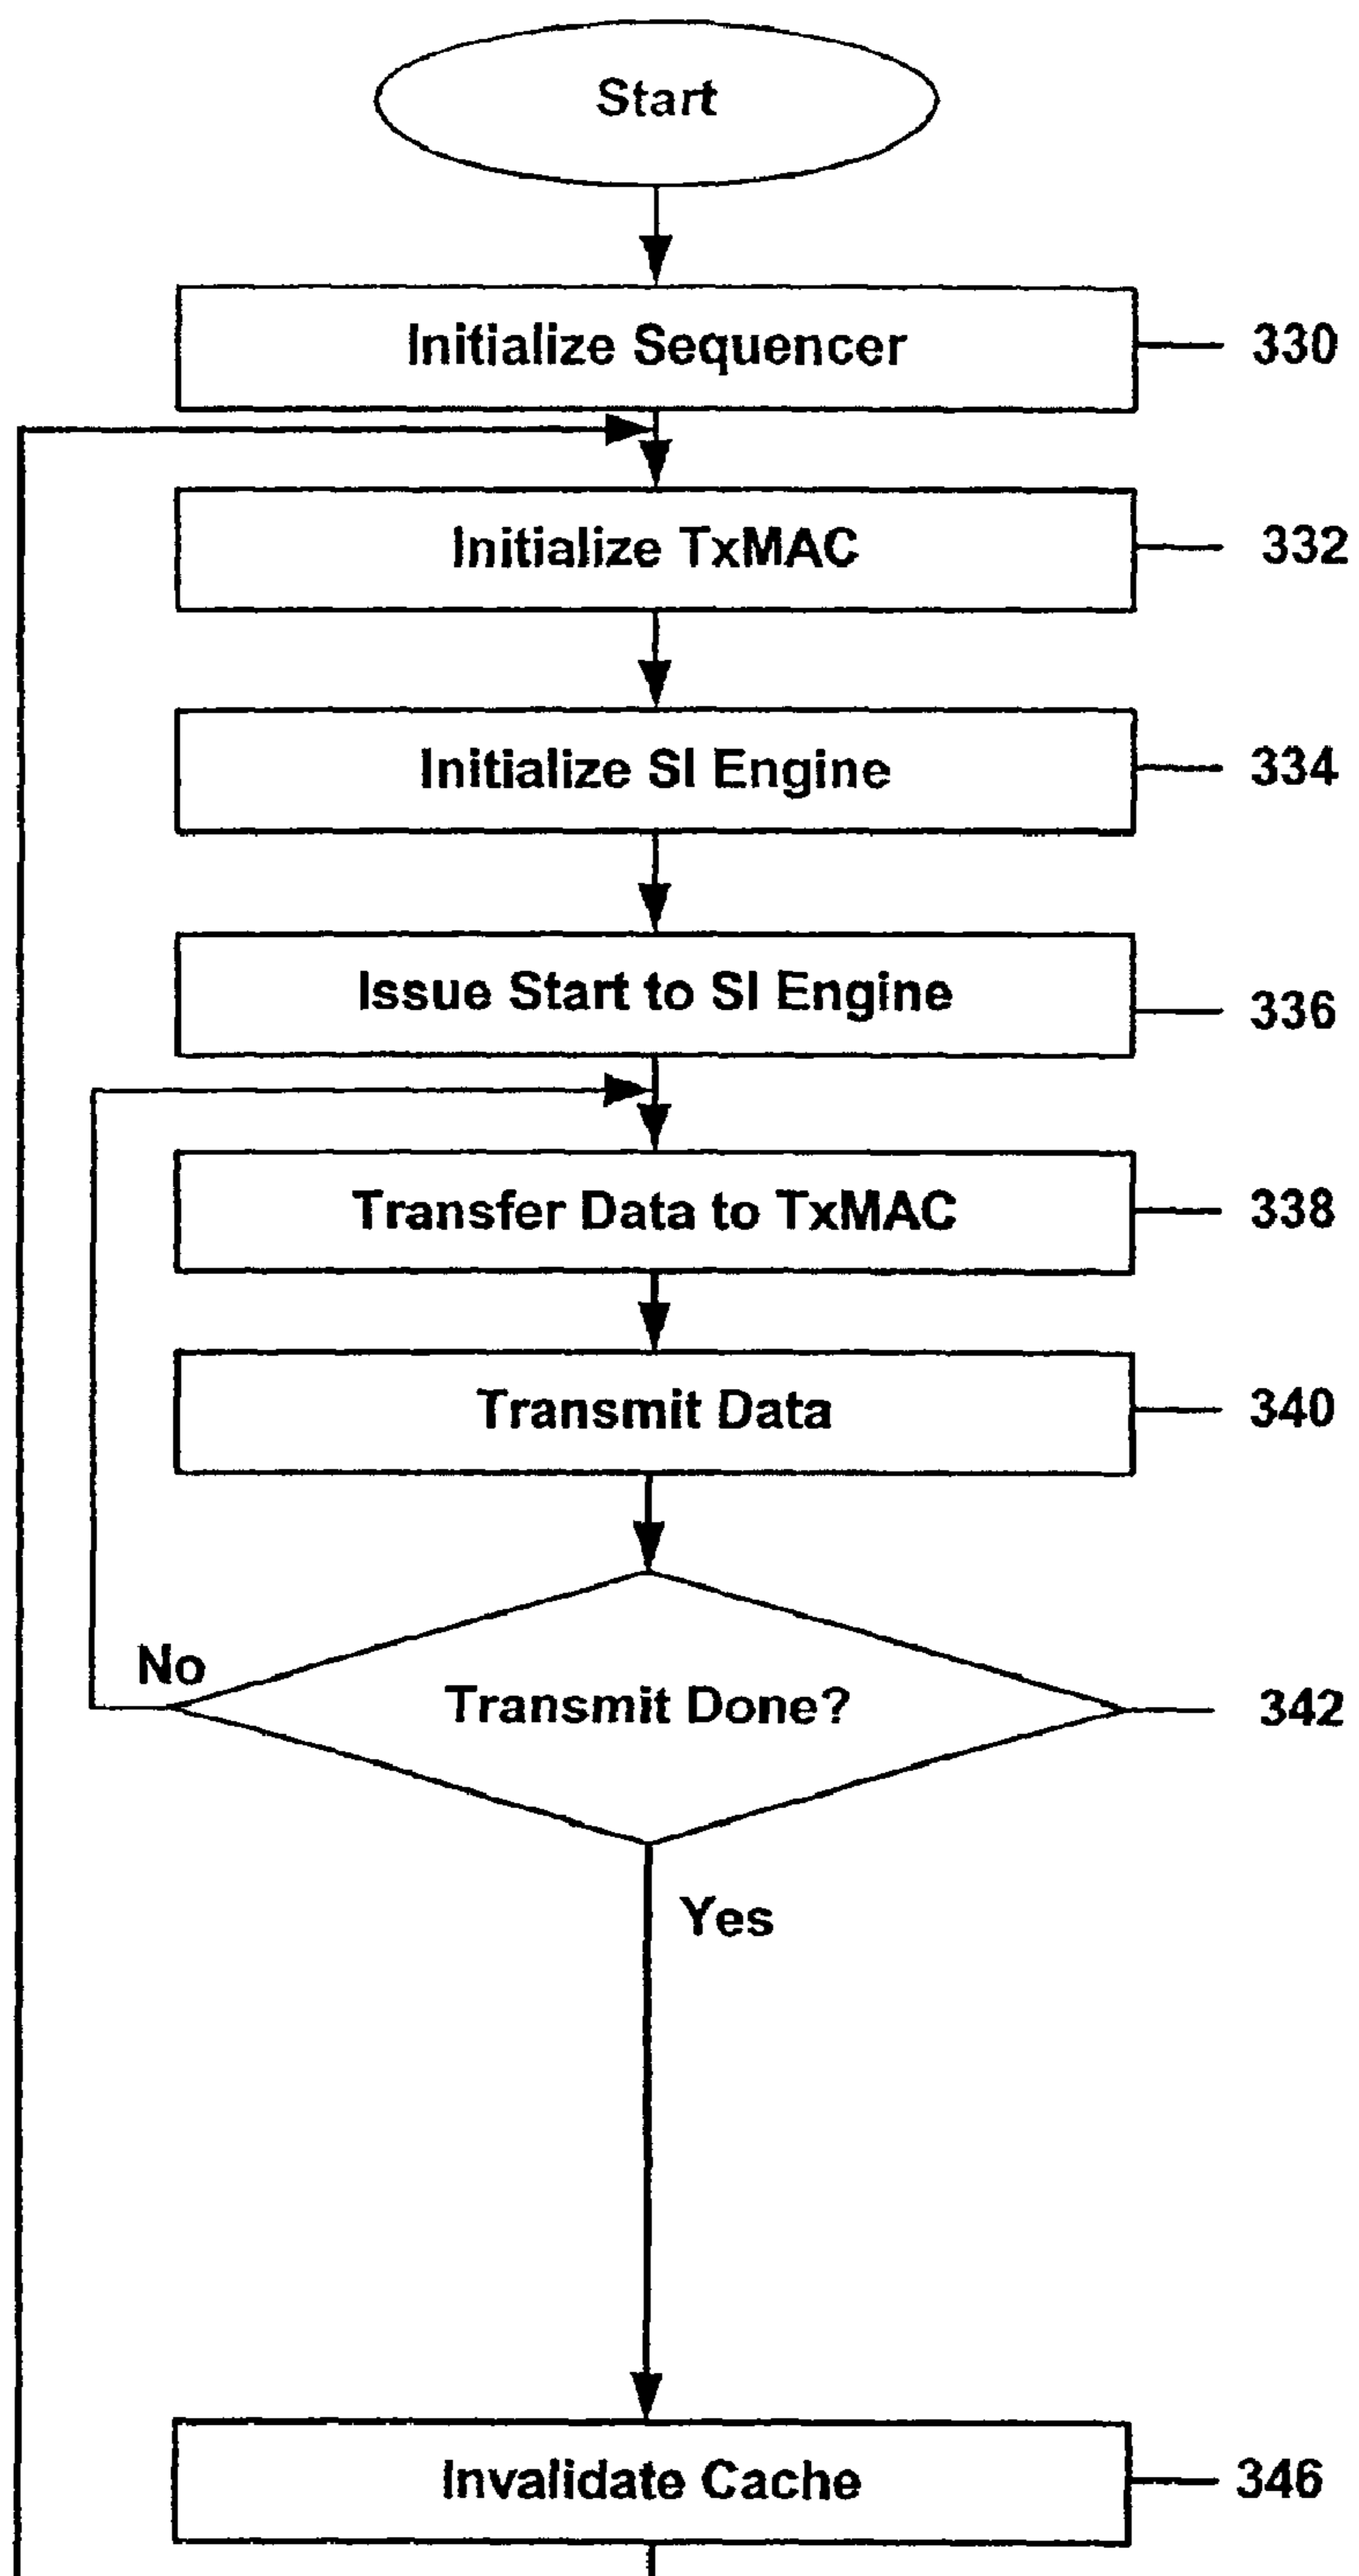 Start
Initialize Sequencer 330
Initialize TxMAC 332
Initialize SI Engine 334
Issue Start to SI Engine 336
Transfer Data to TxMAC 338
Transmit Data 340
No
Transmit Done? 342
Yes
Invalidate Cache 346